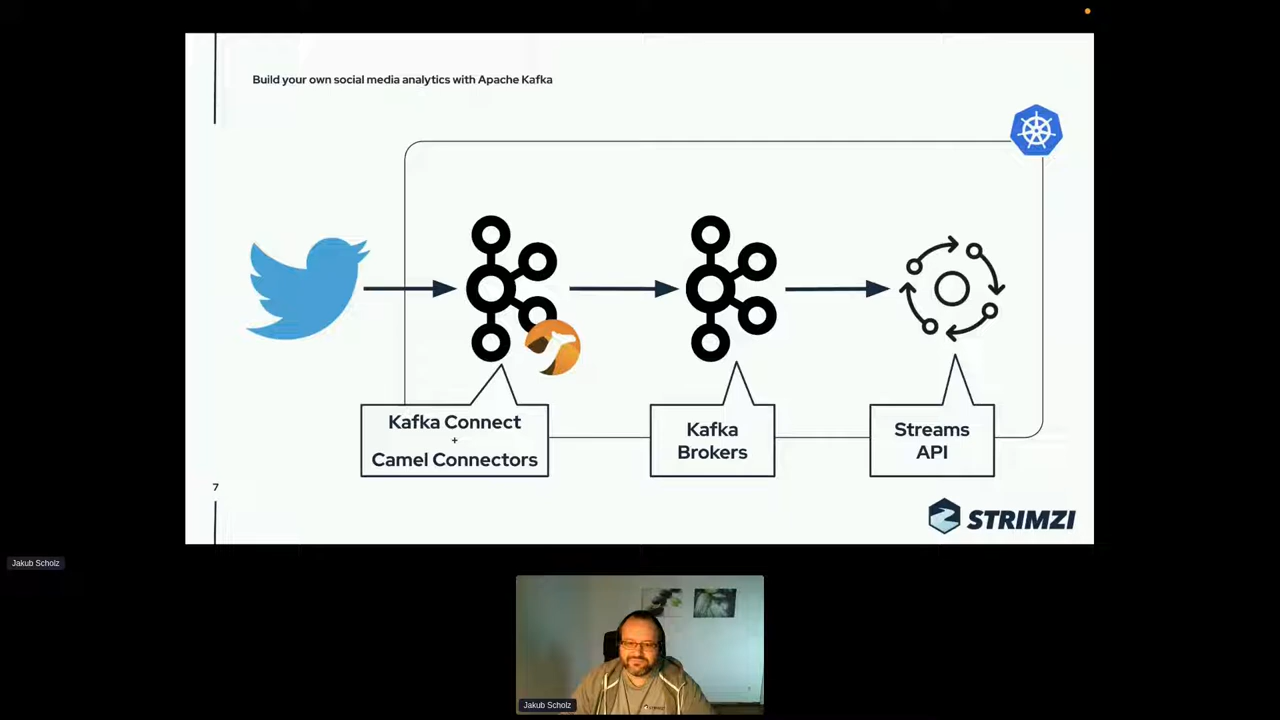 Build your own social media analytics with Apache Kafka
Kafka Connect
+
Camel Connectors
Kafka
Brokers
Streams
API
7
STRIMZI
Jakub Scholz
Jakub Scholz
STRIMZI